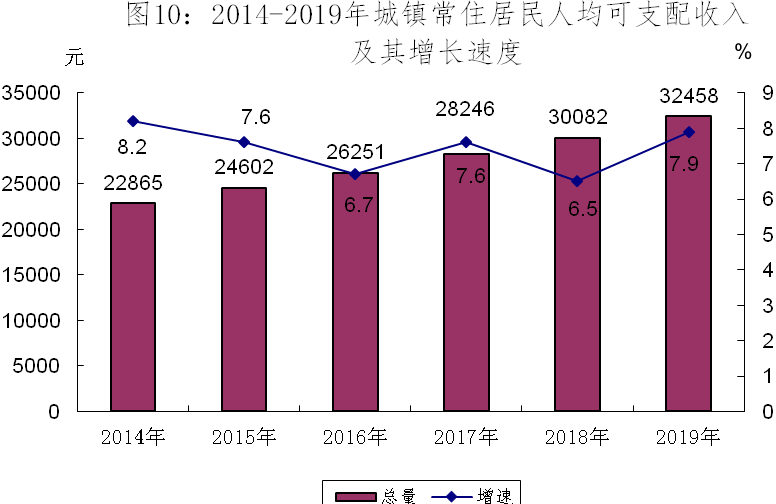 图10：2014-2019年城镇常住居民人均可支配收入
及其增长速度
元 %
35000 9
30000 8
25000 7
20000 6
15000 5
10000 4
5000 3
0 2
1
0
8.2 7.6 6.7 7.6 6.5 7.9
22865 24602 26251 28246 30082 32458
2014年 2015年 2016年 2017年 2018年 2019年
总量 增速